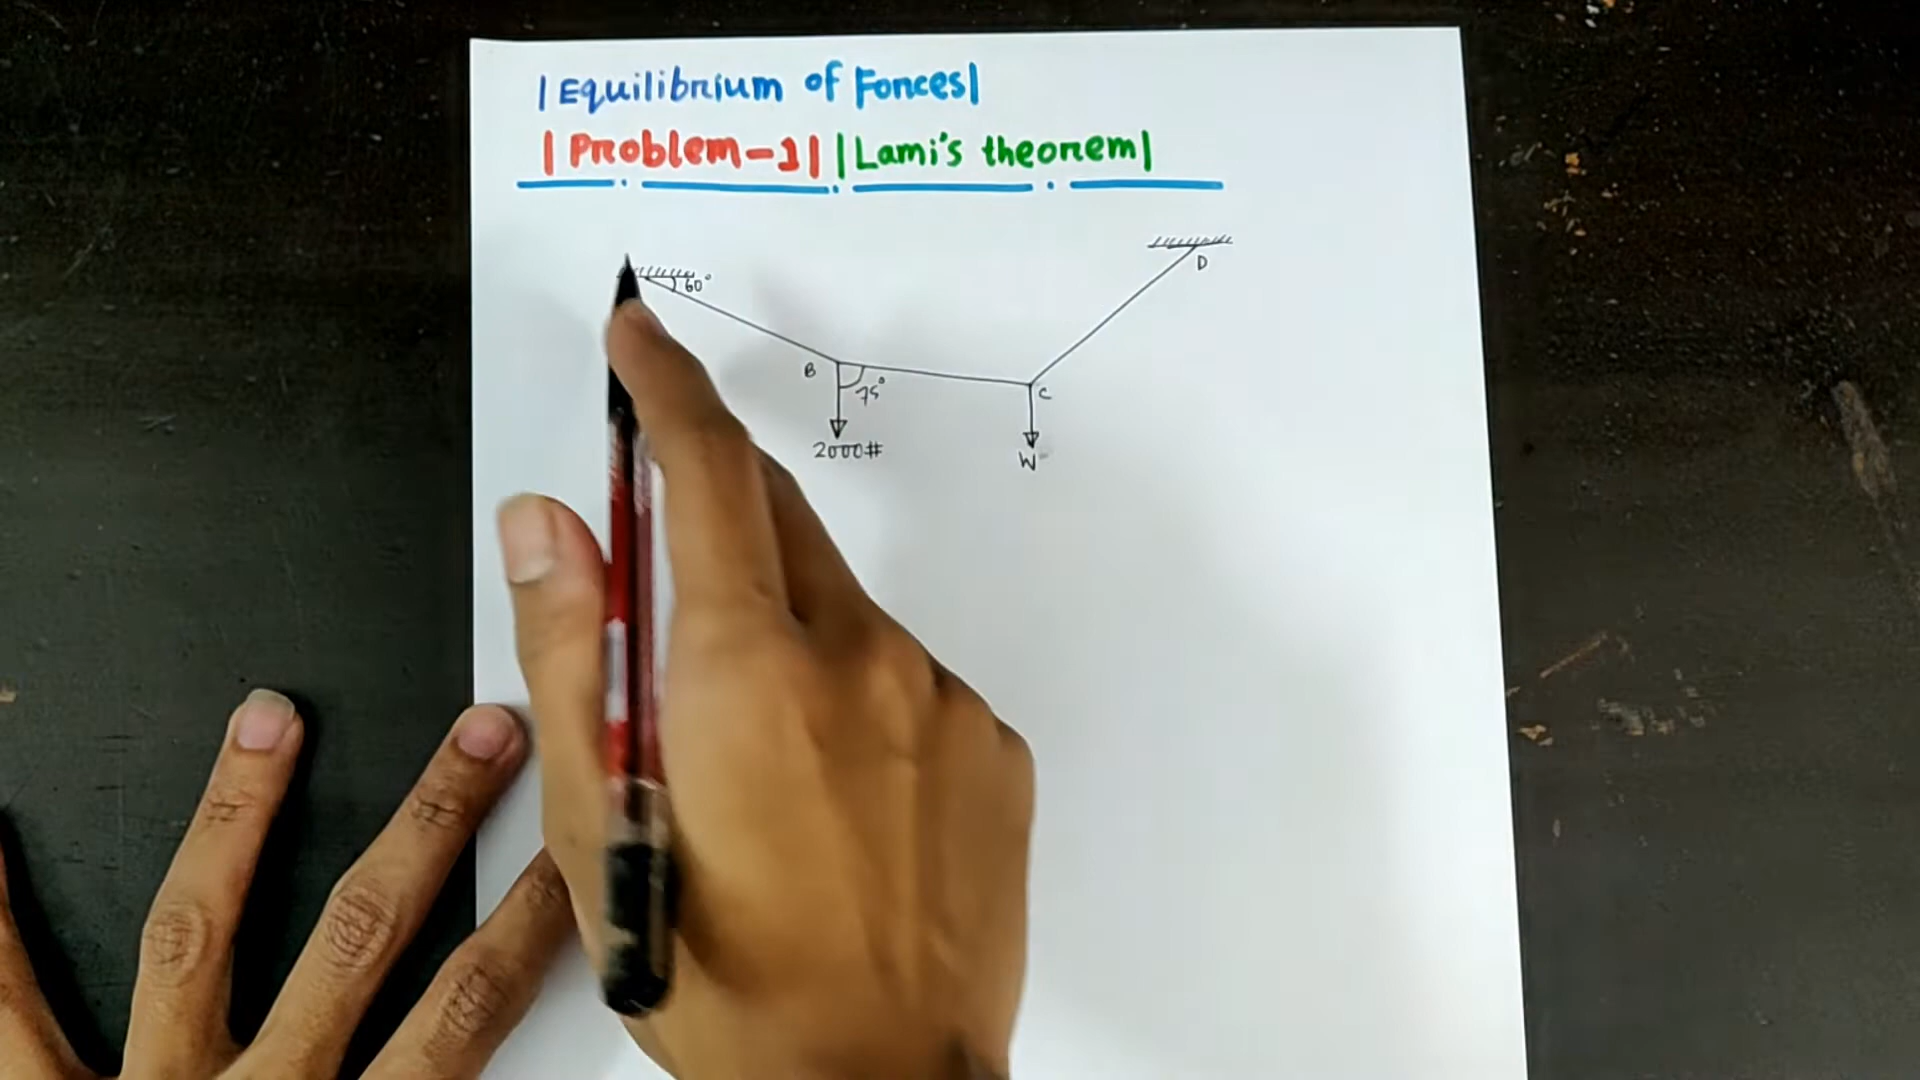 |Equilibrium of Forces|
|Problem-1| |Lami's theorem|
D
60°
B
75°
C
2000#
W